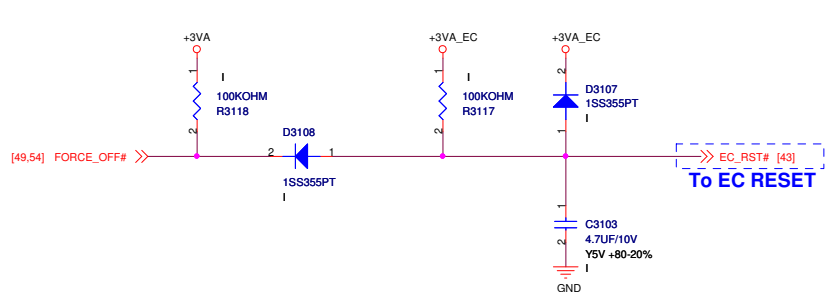 +3VA
+3VA_EC
+3VA_EC
1
I
100KOHM
R3118
2
1
I
100KOHM
R3117
2
2
D3107
1SS355PT
I
1
[49,54] FORCE_OFF#
2
D3108
1
1SS355PT
I
EC_RST# [43]
To EC RESET
1
C3103
4.7UF/10V
2
Y5V +80-20%
I
GND